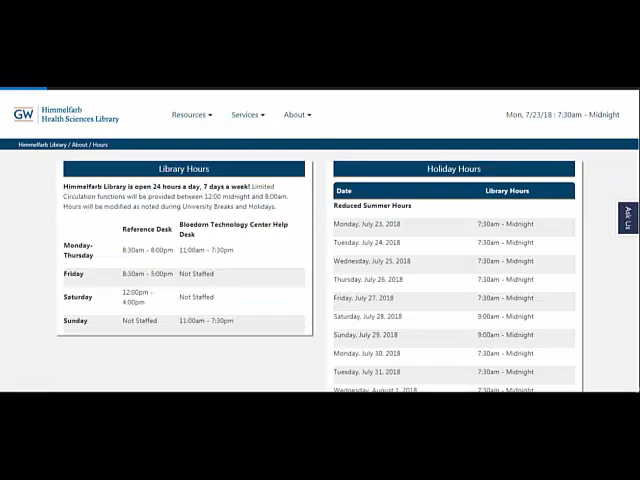 GW Himmelfarb
Health Sciences Library
Resources Services About
Mon, 7/23/18 : 7:30am - Midnight
Himmelfarb Library / About / Hours
Library Hours
Himmelfarb Library is open 24 hours a day, 7 days a week! Limited
Circulation functions will be provided between 12:00 midnight and 8:00am.
Hours will be modified as noted during University Breaks and Holidays.
Reference Desk Bloedorn Technology Center Help
Desk
Monday-
Thursday 8:30am - 8:00pm 11:00am - 7:30pm
Friday 8:30am - 5:00pm Not Staffed
Saturday 12:00pm -
4:00pm Not Staffed
Sunday Not Staffed 11:00am - 7:30pm
Holiday Hours
Date Library Hours
Reduced Summer Hours
Monday, July 23, 2018 7:30am - Midnight
Tuesday, July 24, 2018 7:30am - Midnight
Wednesday, July 25, 2018 7:30am - Midnight
Thursday, July 26, 2018 7:30am - Midnight
Friday, July 27, 2018 7:30am - Midnight
Saturday, July 28, 2018 9:00am - Midnight
Sunday, July 29, 2018 9:00am - Midnight
Monday, July 30, 2018 7:30am - Midnight
Tuesday, July 31, 2018 7:30am - Midnight
Wednesday, August 1, 2018 7:30am - Midnight
Ask Us